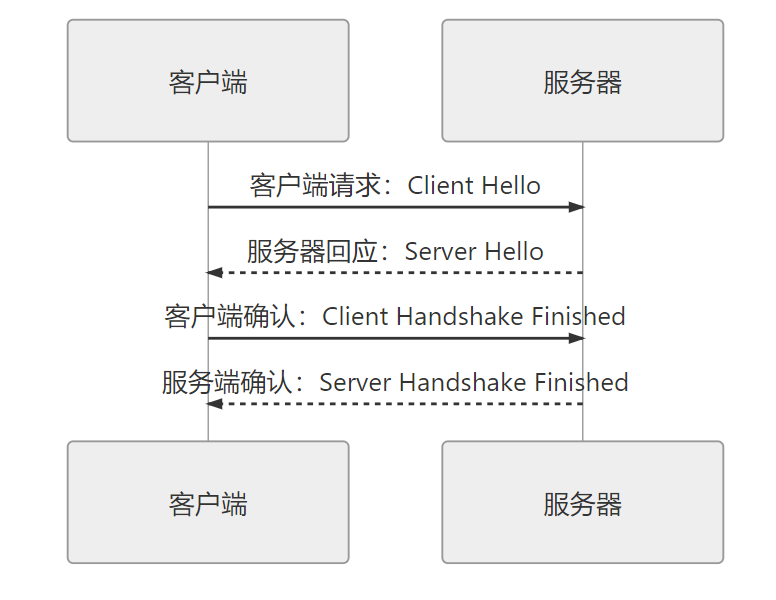 客户端
服务器
客户端请求：Client Hello
服务器回应：Server Hello
客户端确认：Client Handshake Finished
服务端确认：Server Handshake Finished
客户端
服务器